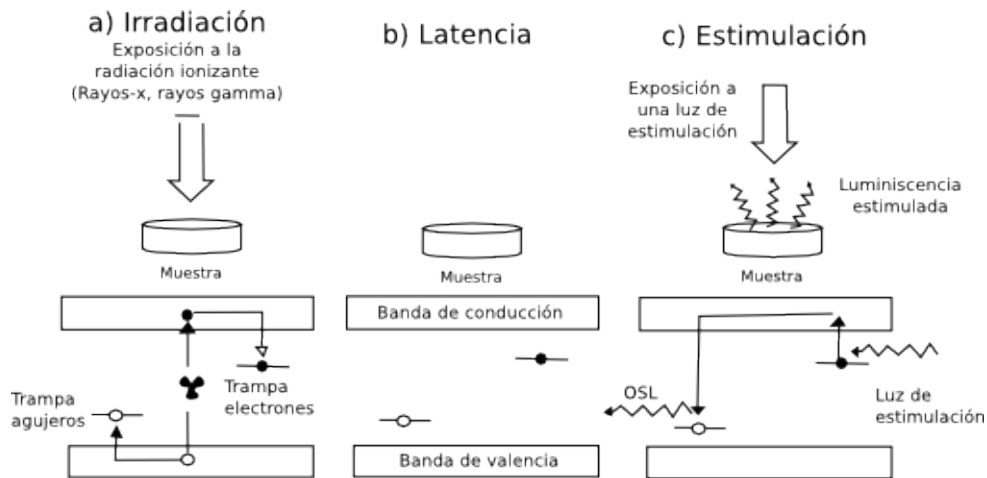 a) Irradiación
Exposición a la
radiación ionizante
(Rayos-x, rayos gamma)
Muestra
Trampa
electrones
Trampa
agujeros
b) Latencia
Muestra
Banda de conducción
Banda de valencia
c) Estimulación
Exposición a
una luz de
estimulación
Luminiscencia
estimulada
Muestra
OSL
Luz de
estimulación